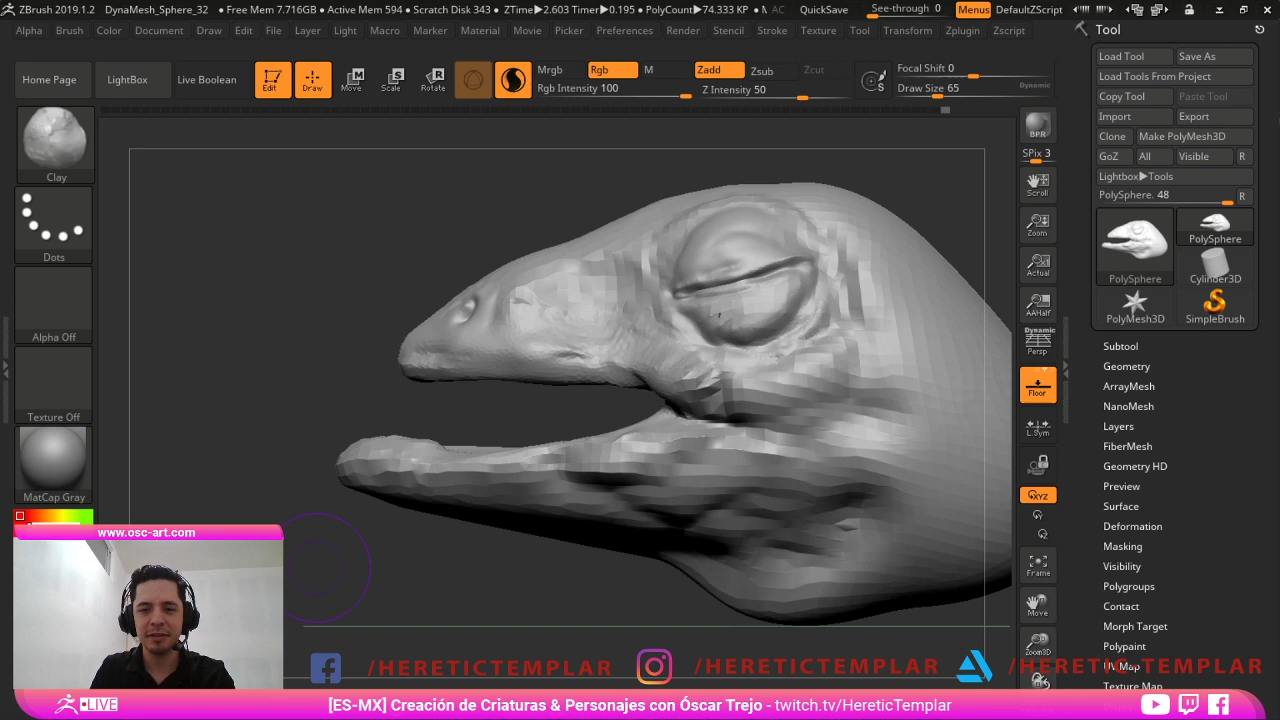 ZBrush 2019.1.2 DynaMesh_Sphere_32 • Free Mem 7.716GB • Active Mem 594 • Scratch Disk 343 • ZTime▶2.603 Timer▶0.195 • PolyCount▶74.333 KP • M AC QuickSave See-through 0 Menus DefaultZScript
Alpha Brush Color Document Draw Edit File Layer Light Macro Marker Material Movie Picker Preferences Render Stencil Stroke Texture Tool Transform Zplugin Zscript
Home Page LightBox Live Boolean Edit Draw Move Scale Rotate
Mrgb Rgb M Zadd Zsub Zcut
Rgb Intensity 100 Z Intensity 50
Focal Shift 0
Draw Size 65 Dynamic
Clay
Dots
Alpha Off
Texture Off
MatCap Gray
BPR
SPix 3
Scroll
Zoom
Actual
AAHalf
Dynamic
Persp
Floor
L.Sym
XYZ
Y
Z
Frame
Move
Zoom3D
Tool
Load Tool Save As
Load Tools From Project
Copy Tool Paste Tool
Import Export
Clone Make PolyMesh3D
GoZ All Visible R
Lightbox▶Tools
PolySphere. 48 R
PolySphere PolySphere
Cylinder3D
PolyMesh3D SimpleBrush
Subtool
Geometry
ArrayMesh
NanoMesh
Layers
FiberMesh
Geometry HD
Preview
Surface
Deformation
Masking
Visibility
Polygroups
Contact
Morph Target
Polypaint
UV Map
Texture Map
www.osc-art.com
/HERETICTEMPLAR /HERETICTEMPLAR /HERETICTEMPLAR
LIVE [ES-MX] Creación de Criaturas & Personajes con Óscar Trejo - twitch.tv/HereticTemplar